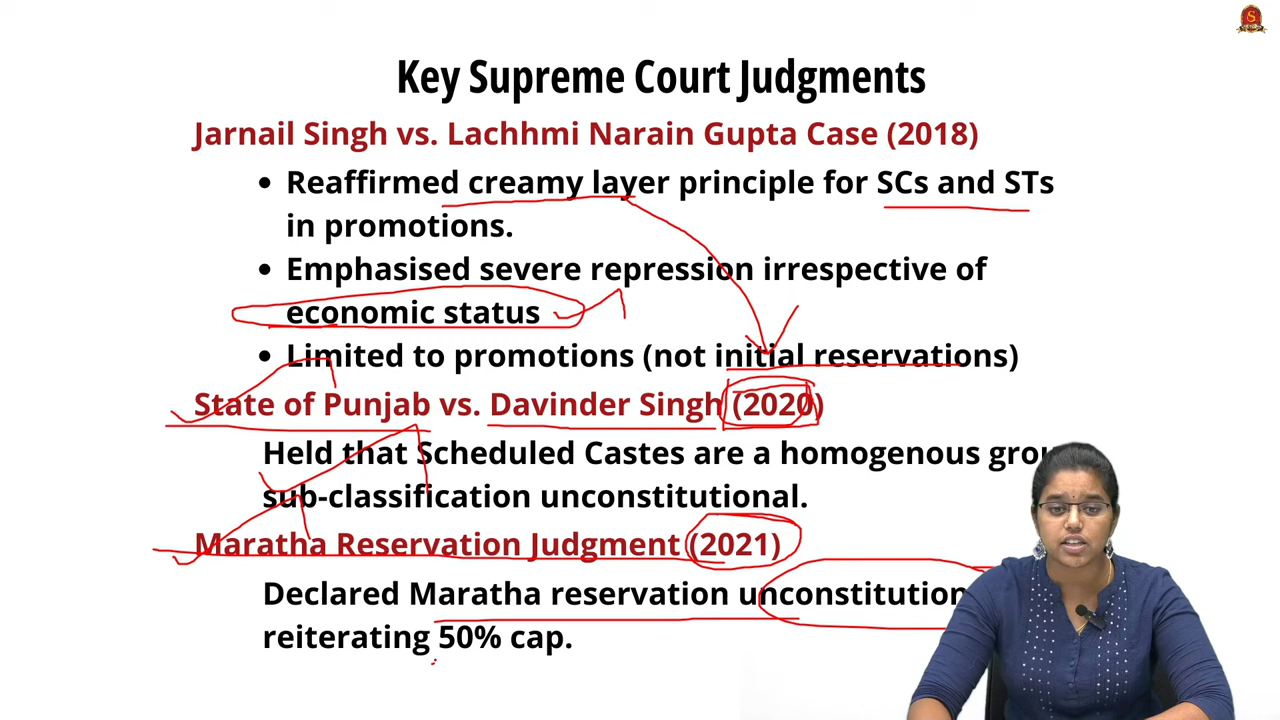 Key Supreme Court Judgments
Jarnail Singh vs. Lachhmi Narain Gupta Case (2018)
• Reaffirmed creamy layer principle for SCs and STs
in promotions.
• Emphasised severe repression irrespective of
economic status
• Limited to promotions (not initial reservations)
State of Punjab vs. Davinder Singh (2020)
Held that Scheduled Castes are a homogenous
sub-classification unconstitutional.
Maratha Reservation Judgment (2021)
Declared Maratha reservation
reiterating 50% cap.